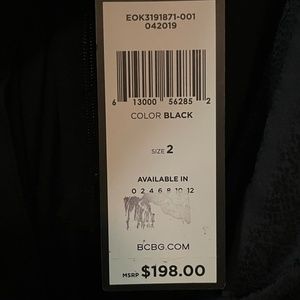 EOK3191871-001
042019
6 13000 56285 2
COLOR BLACK
SIZE 2
AVAILABLE IN
0 2 4 6 8 10 12
BCBG.COM
MSRP $198.00